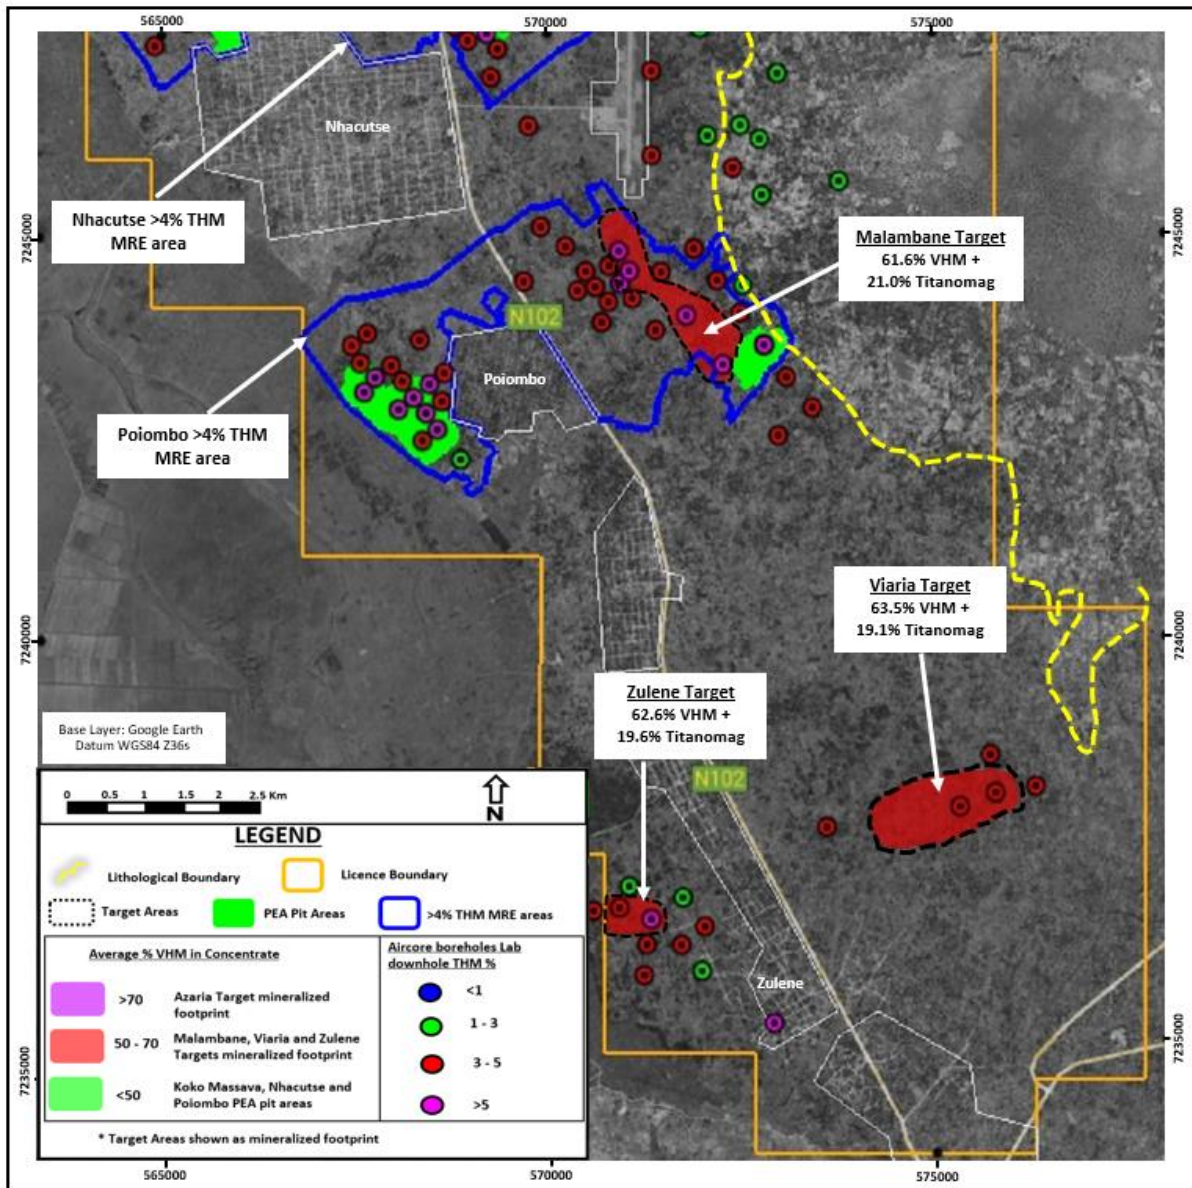 565000
570000
575000
Nhacutse
7245000
7245000
Nhacutse >4% THM
MRE area
Malambane Target
61.6% VHM +
21.0% Titanomag
N102
Poiombo
Poiombo >4% THM
MRE area
Viaria Target
63.5% VHM +
19.1% Titanomag
7240000
7240000
Zulene Target
62.6% VHM +
19.6% Titanomag
Base Layer: Google Earth
Datum WGS84 Z36s
N102
Zulene
7235000
7235000
0 0.5 1 1.5 2 2.5 Km
N
LEGEND
Lithological Boundary
Licence Boundary
Target Areas
PEA Pit Areas
>4% THM MRE areas
Average % VHM in Concentrate
>70
Azaria Target mineralized
footprint
50 - 70
Malambane, Viaria and Zulene
Targets mineralized footprint
<50
Koko Massava, Nhacutse and
Poiombo PEA pit areas
Aircore boreholes Lab
downhole THM %
<1
1 - 3
3 - 5
>5
* Target Areas shown as mineralized footprint
565000
570000
575000